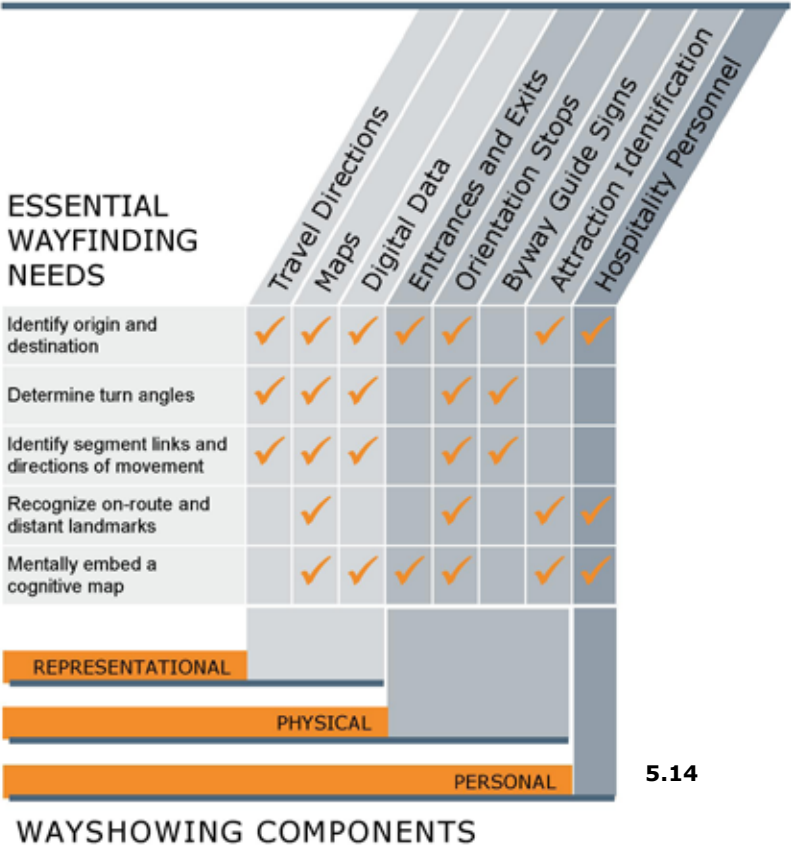 Travel Directions
Maps
Digital Data
Entrances and Exits
Orientation Stops
Byway Guide Signs
Attraction Identification
Hospitality Personnel
ESSENTIAL
WAYFINDING
NEEDS
Identify origin and
destination
Determine turn angles
Identify segment links and
directions of movement
Recognize on-route and
distant landmarks
Mentally embed a
cognitive map
REPRESENTATIONAL
PHYSICAL
PERSONAL
5.14
WAYSHOWING COMPONENTS